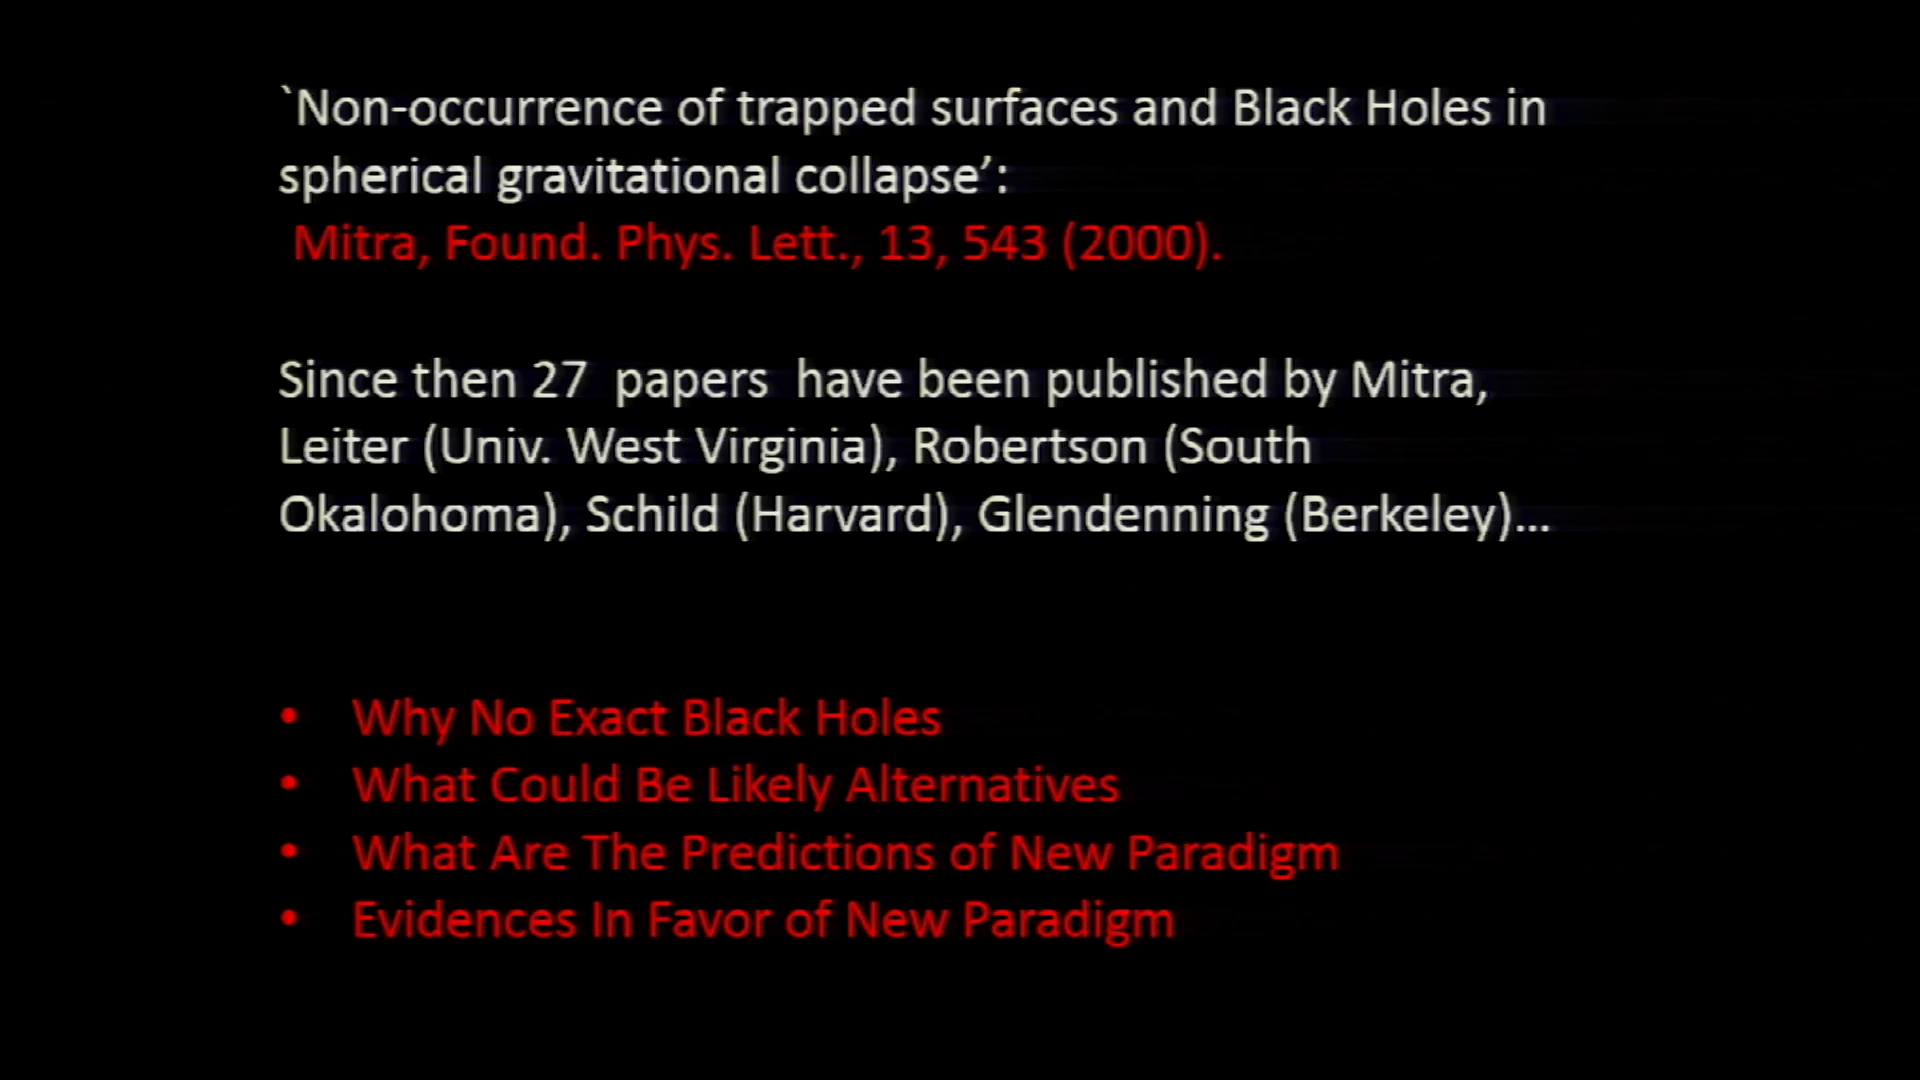 `Non-occurrence of trapped surfaces and Black Holes in
spherical gravitational collapse’:
Mitra, Found. Phys. Lett., 13, 543 (2000).
Since then 27 papers have been published by Mitra,
Leiter (Univ. West Virginia), Robertson (South
Okalohoma), Schild (Harvard), Glendenning (Berkeley)...
• Why No Exact Black Holes
• What Could Be Likely Alternatives
• What Are The Predictions of New Paradigm
• Evidences In Favor of New Paradigm